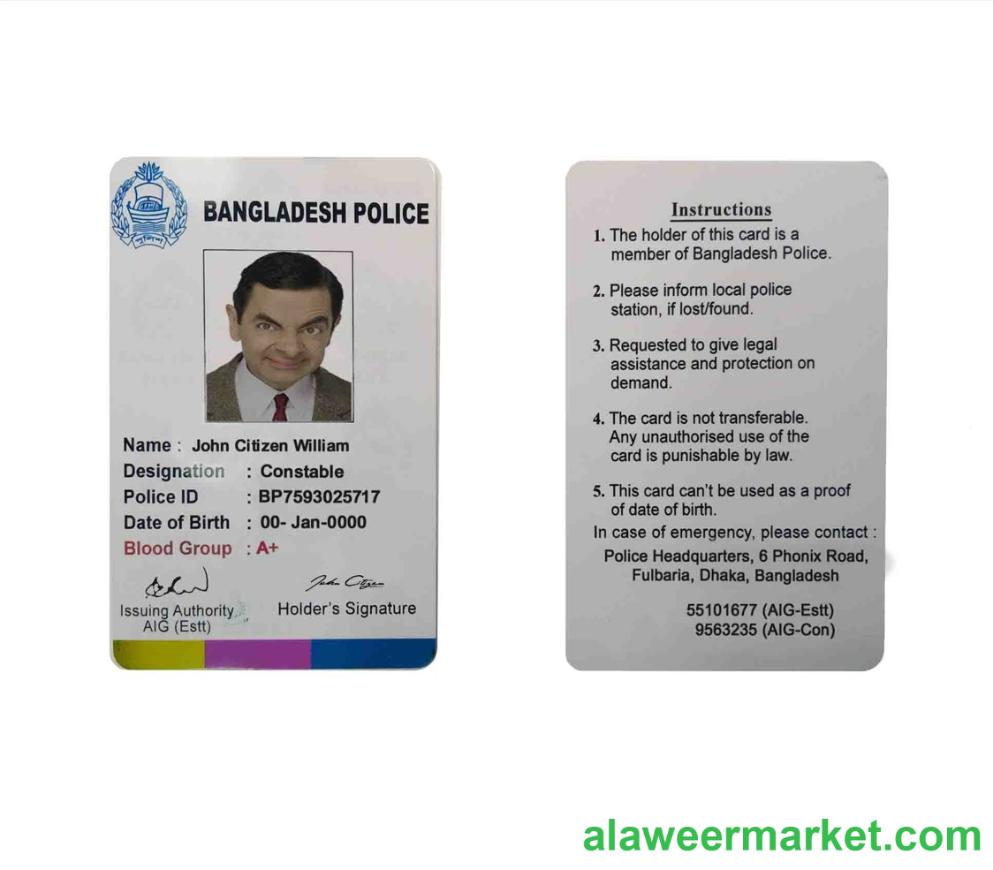 পুলিশ
BANGLADESH POLICE
Name : John Citizen William
Designation : Constable
Police ID : BP7593025717
Date of Birth : 00- Jan-0000
Blood Group : A+
John Citizen
Issuing Authority
AIG (Estt)
Holder's Signature
Instructions
1. The holder of this card is a
member of Bangladesh Police.
2. Please inform local police
station, if lost/found.
3. Requested to give legal
assistance and protection on
demand.
4. The card is not transferable.
Any unauthorised use of the
card is punishable by law.
5. This card can't be used as a proof
of date of birth.
In case of emergency, please contact :
Police Headquarters, 6 Phonix Road,
Fulbaria, Dhaka, Bangladesh
55101677 (AIG-Estt)
9563235 (AIG-Con)
alaweermarket.com